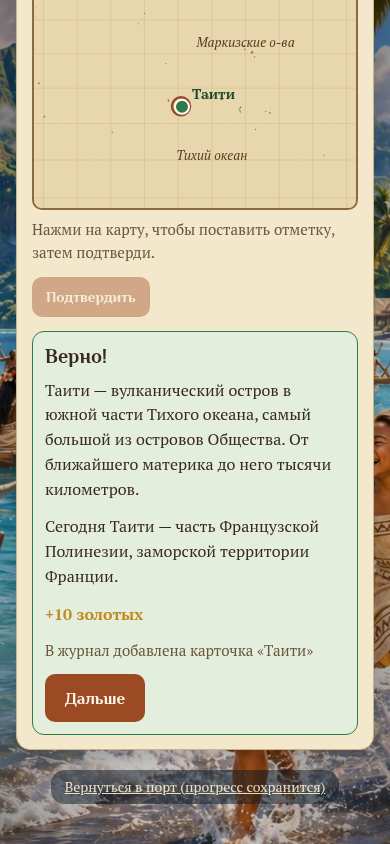 Маркизские о-ва
Таити
Тихий океан
Нажми на карту, чтобы поставить отметку,
затем подтверди.
Подтвердить
Верно!
Таити — вулканический остров в
южной части Тихого океана, самый
большой из островов Общества. От
ближайшего материка до него тысячи
километров.
Сегодня Таити — часть Французской
Полинезии, заморской территории
Франции.
+10 золотых
В журнал добавлена карточка «Таити»
Дальше
Вернуться в порт (прогресс сохранится)